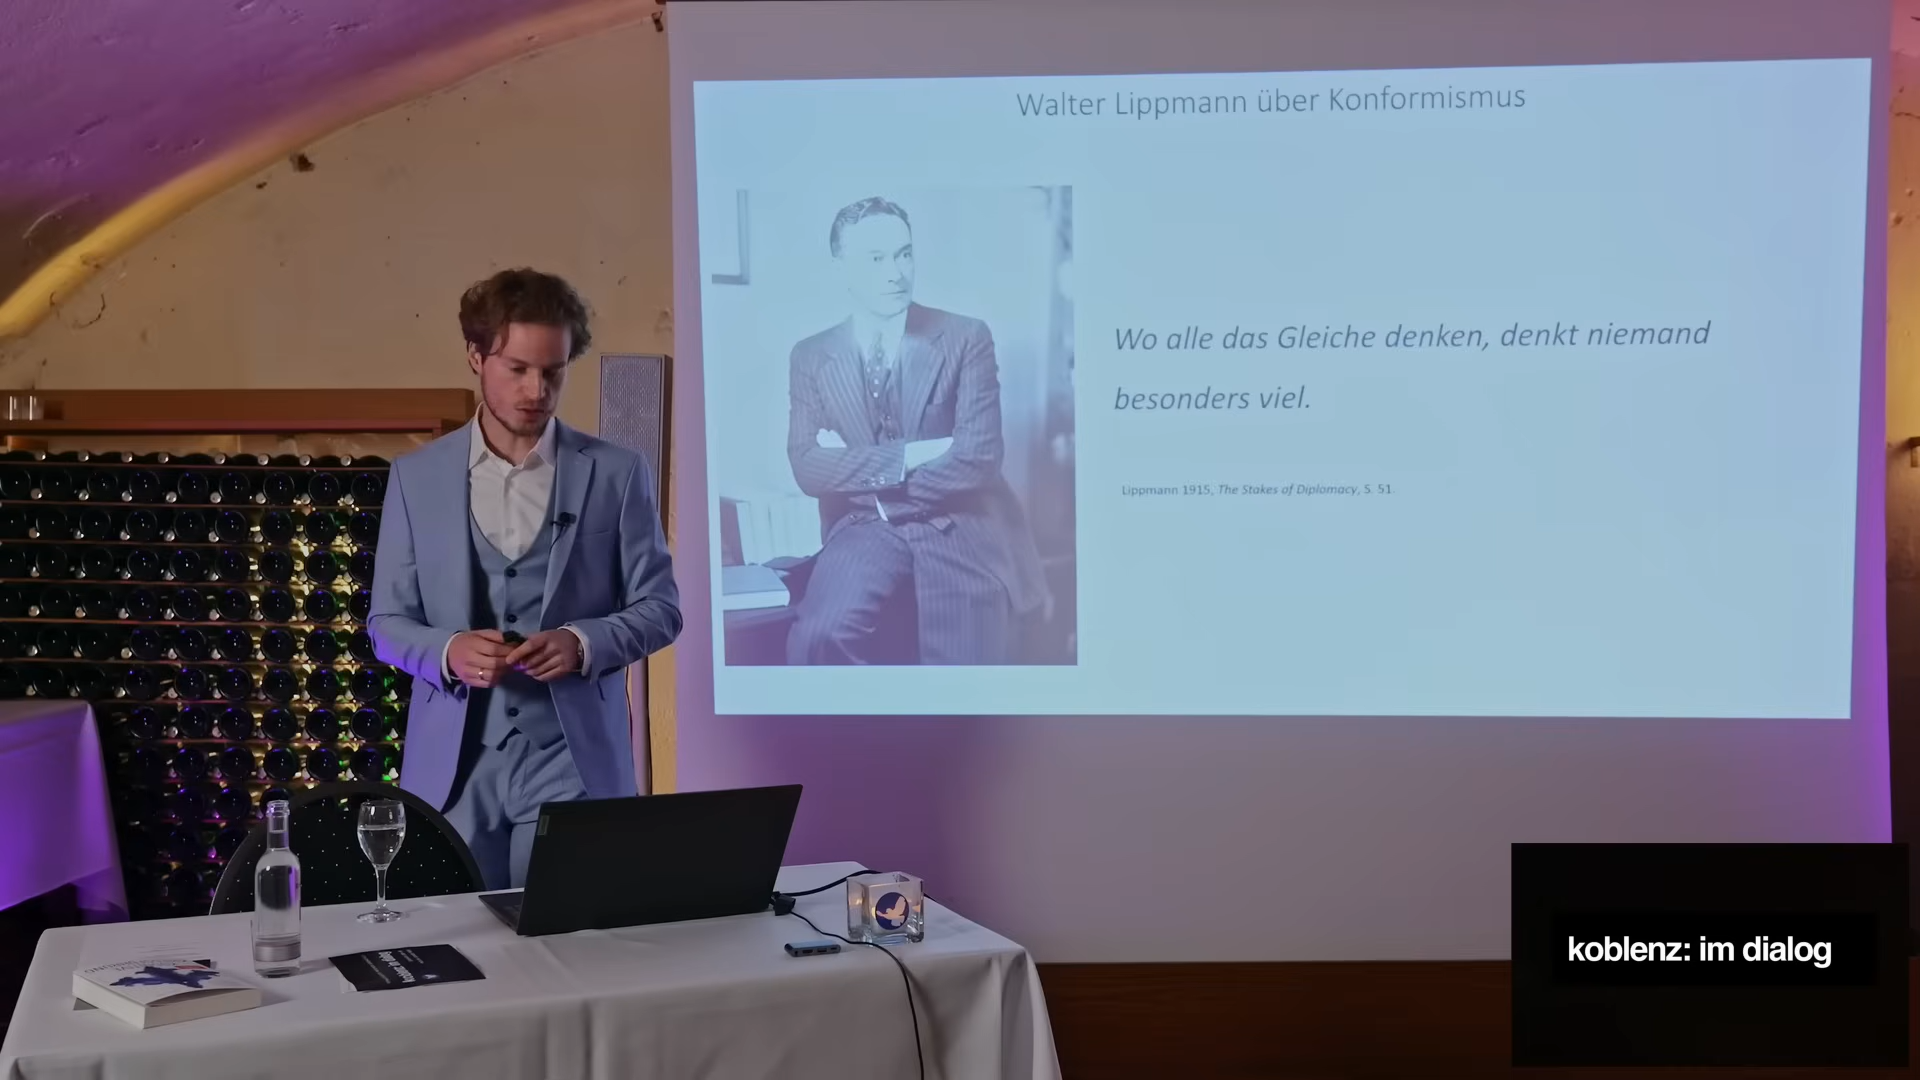 Walter Lippmann über Konformismus
Wo alle das Gleiche denken, denkt niemand
besonders viel.
Lippmann 1915, The Stakes of Diplomacy, S. 51.
koblenz: im dialog